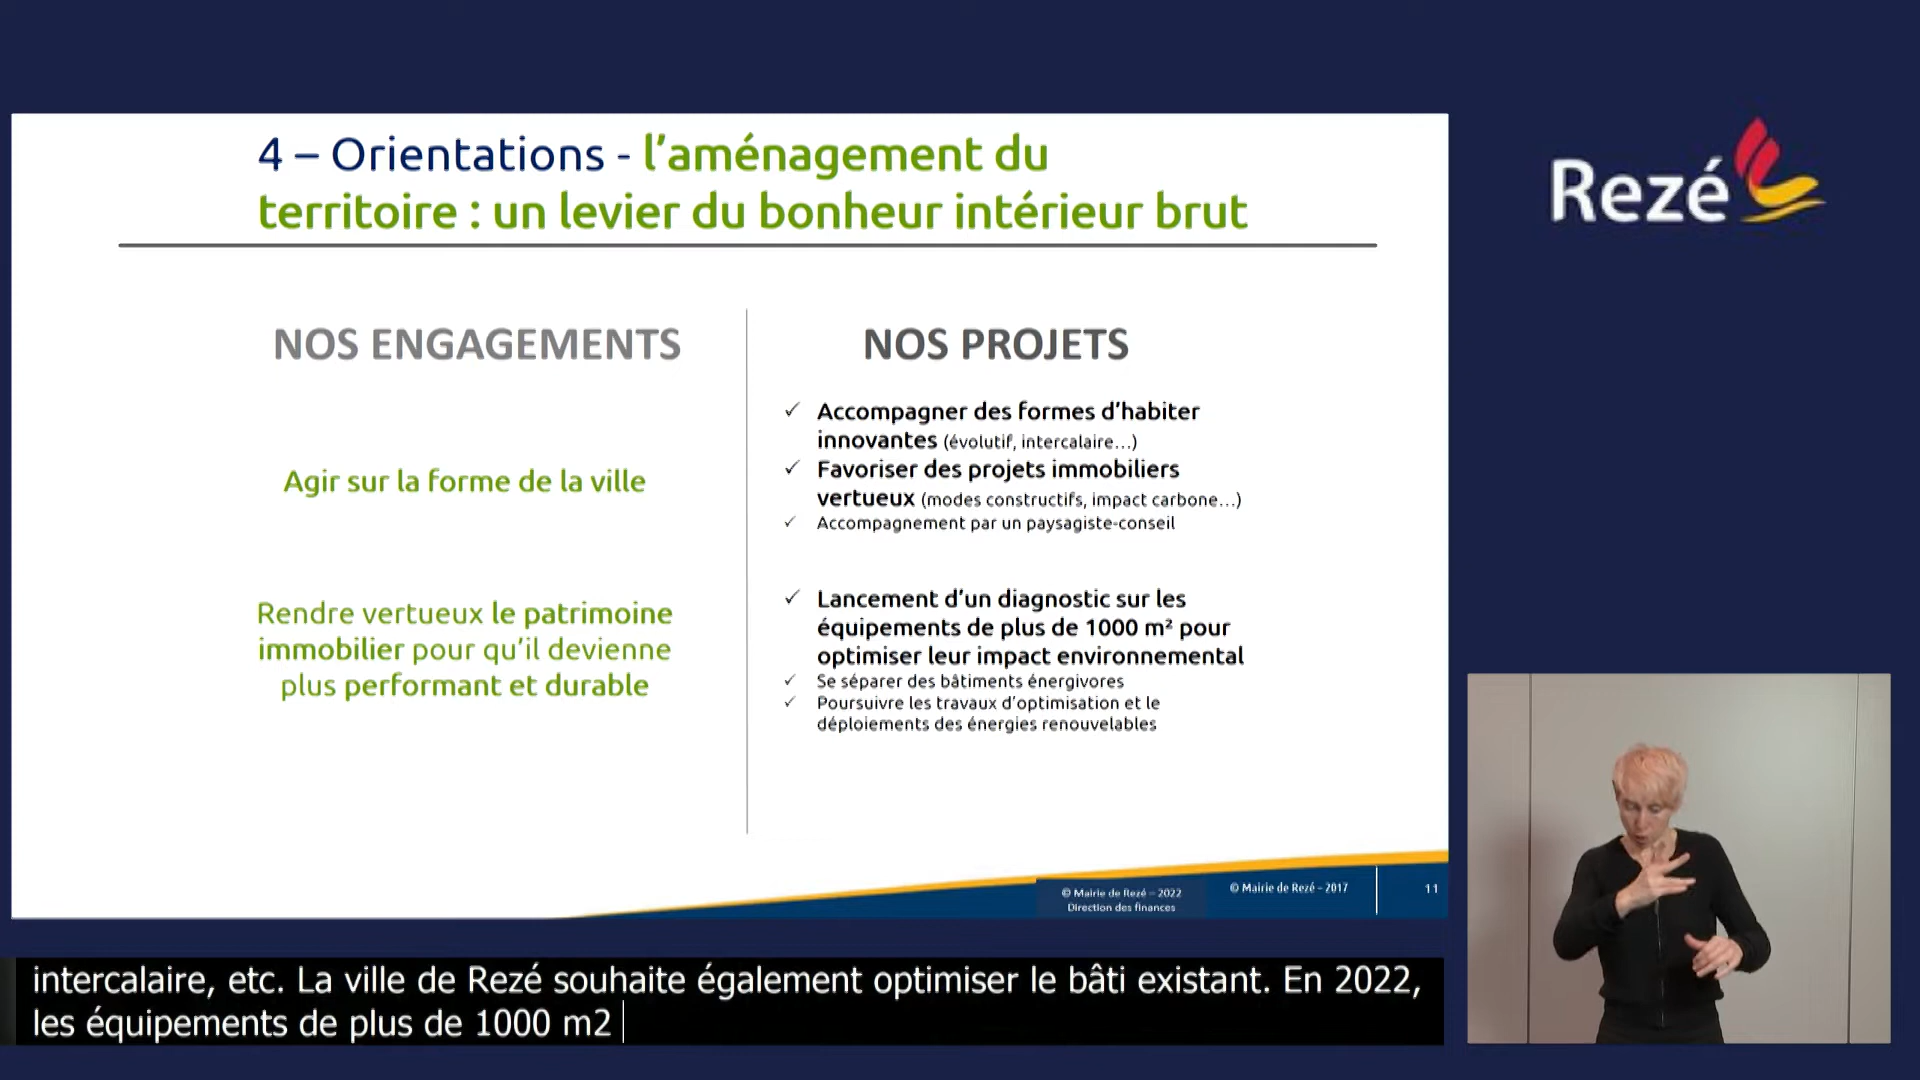 4 – Orientations - l’aménagement du
territoire : un levier du bonheur intérieur brut
Rezé
NOS ENGAGEMENTS
Agir sur la forme de la ville
Rendre vertueux le patrimoine
immobilier pour qu’il devienne
plus performant et durable
NOS PROJETS
✓ Accompagner des formes d’habiter
innovantes (évolutif, intercalaire…)
✓ Favoriser des projets immobiliers
vertueux (modes constructifs, impact carbone…)
✓ Accompagnement par un paysagiste-conseil
✓ Lancement d’un diagnostic sur les
équipements de plus de 1000 m² pour
optimiser leur impact environnemental
✓ Se séparer des bâtiments énergivores
✓ Poursuivre les travaux d’optimisation et le
déploiements des énergies renouvelables
© Mairie de Rezé – 2022
Direction des finances
© Mairie de Rezé – 2017
11
intercalaire, etc. La ville de Rezé souhaite également optimiser le bâti existant. En 2022,
les équipements de plus de 1000 m2